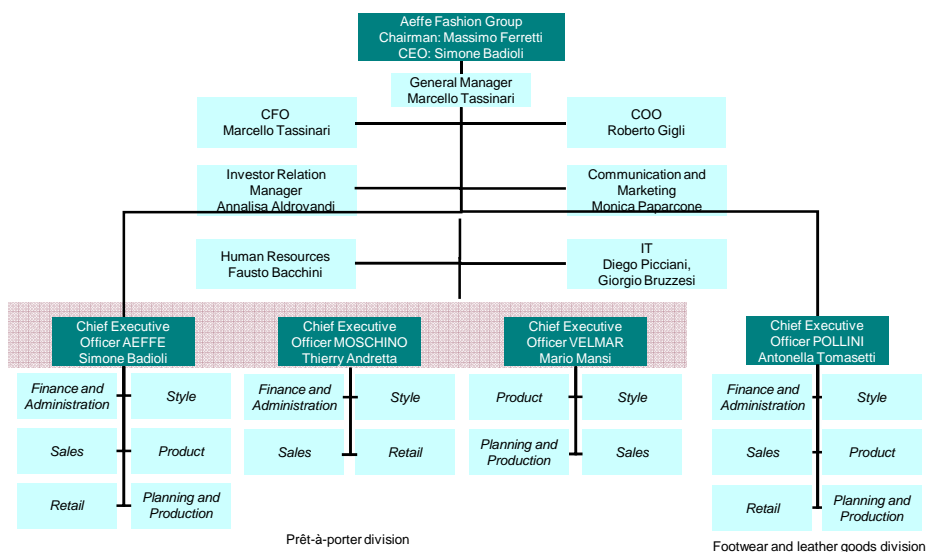 Aeffe Fashion Group
Chairman: Massimo Ferretti
CEO: Simone Badioli
General Manager
Marcello Tassinari
CFO
Marcello Tassinari
COO
Roberto Gigli
Investor Relation
Manager
Annalisa Aldrovandi
Communication and
Marketing
Monica Paparcone
Human Resources
Fausto Bacchini
IT
Diego Picciani,
Giorgio Bruzzesi
Chief Executive
Officer AEFFE
Simone Badioli
Chief Executive
Officer MOSCHINO
Thierry Andretta
Chief Executive
Officer VELMAR
Mario Mansi
Chief Executive
Officer POLLINI
Antonella Tomasetti
Finance and
Administration
Style
Sales
Product
Retail
Planning and
Production
Finance and
Administration
Style
Sales
Retail
Product
Style
Planning and
Production
Sales
Finance and
Administration
Style
Sales
Product
Retail
Planning and
Production
Prêt-à-porter division
Footwear and leather goods division